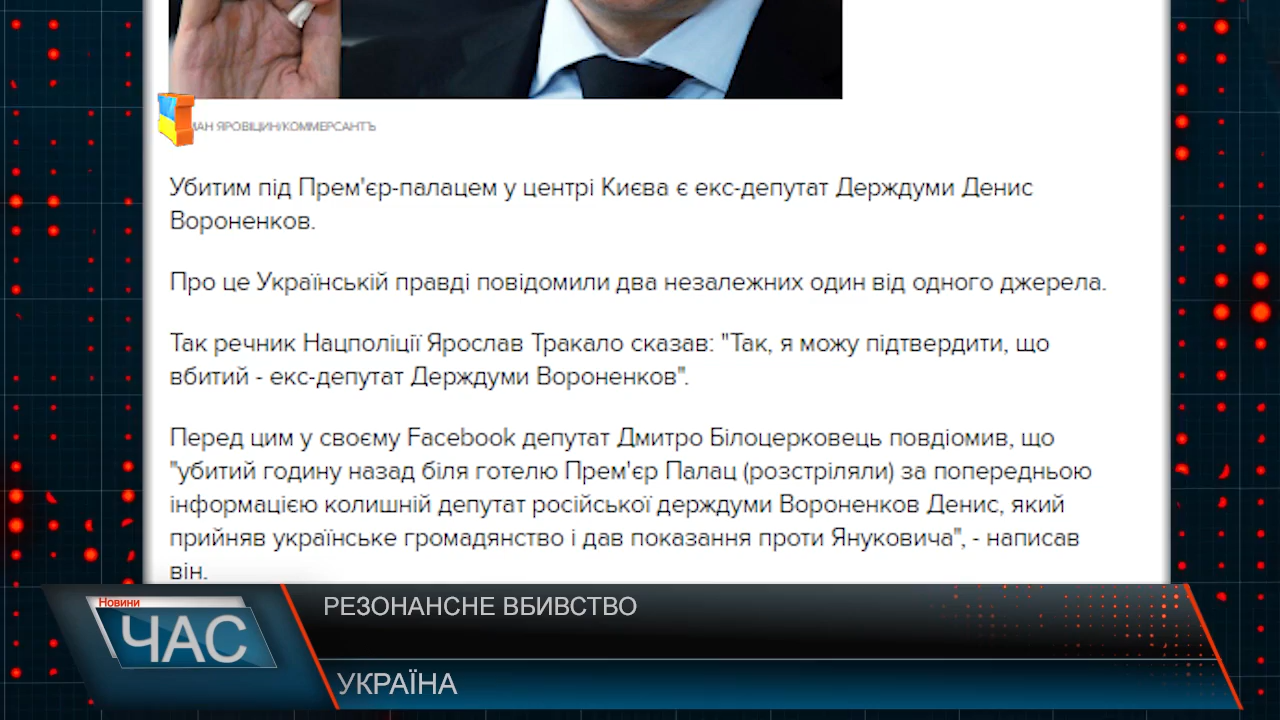 ЯРОВІЦИН/КОММЕРСАНТЪ
Убитим під Прем'єр-палацем у центрі Києва є екс-депутат Держдуми Денис
Вороненков.
Про це Українській правді повідомили два незалежних один від одного джерела.
Так речник Нацполіції Ярослав Тракало сказав: "Так, я можу підтвердити, що
вбитий - екс-депутат Держдуми Вороненков".
Перед цим у своєму Facebook депутат Дмитро Білоцерковець повдіомив, що
"убитий годину назад біля готелю Прем'єр Палац (розстріляли) за попередньою
інформацією колишній депутат російської держдуми Вороненков Денис, який
прийняв українське громадянство і дав показання проти Януковича", - написав
він.
Новини
ЧАС
РЕЗОНАНСНЕ ВБИВСТВО
УКРАЇНА